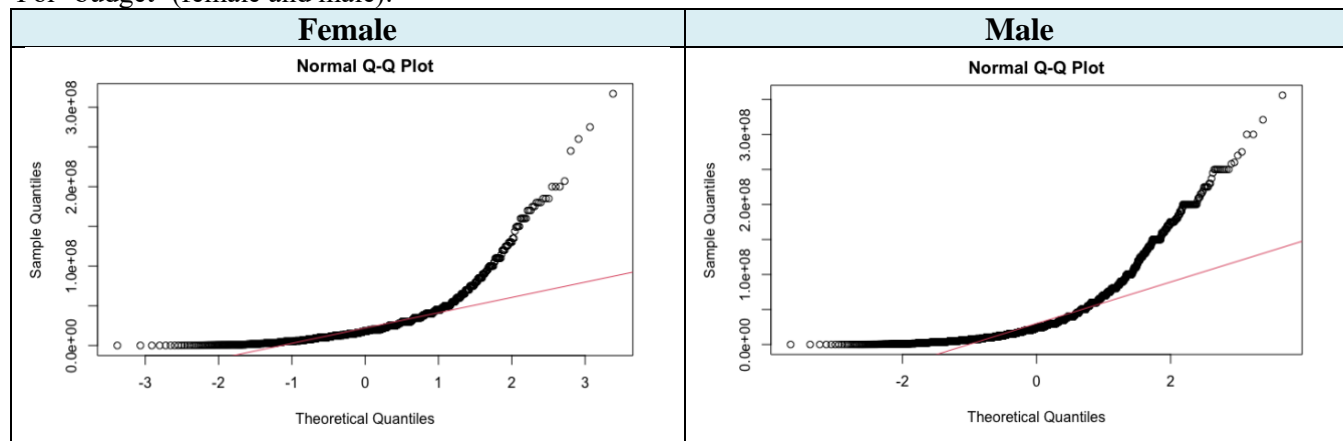 For "budget" (female and male):
Female
Male
Normal Q-Q Plot
Sample Quantiles
3.0e+08
2.0e+08
1.0e+08
0.0e+00
-3 -2 -1 0 1 2 3
Theoretical Quantiles
Normal Q-Q Plot
Sample Quantiles
3.0e+08
2.0e+08
1.0e+08
0.0e+00
-2 0 2
Theoretical Quantiles